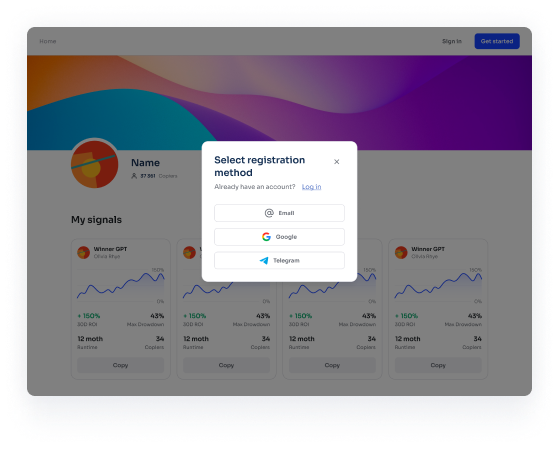 Home
Sign in
Get started
Name
37 861 Copiers
Select registration
method
Already have an account? Log in
Email
Google
Telegram
My signals
Winner GPT
Olivia Rhye
100%
0%
+ 150%
43%
30D ROI
Max Drawdown
12 moth
34
Runtime
Copiers
Copy
0%
+ 150%
43%
30D ROI
Max Drawdown
12 moth
34
Runtime
Copiers
Copy
0%
+ 150%
43%
30D ROI
Max Drawdown
12 moth
34
Runtime
Copiers
Copy
Winner GPT
Olivia Rhye
100%
0%
+ 150%
43%
30D ROI
Max Drawdown
12 moth
34
Runtime
Copiers
Copy